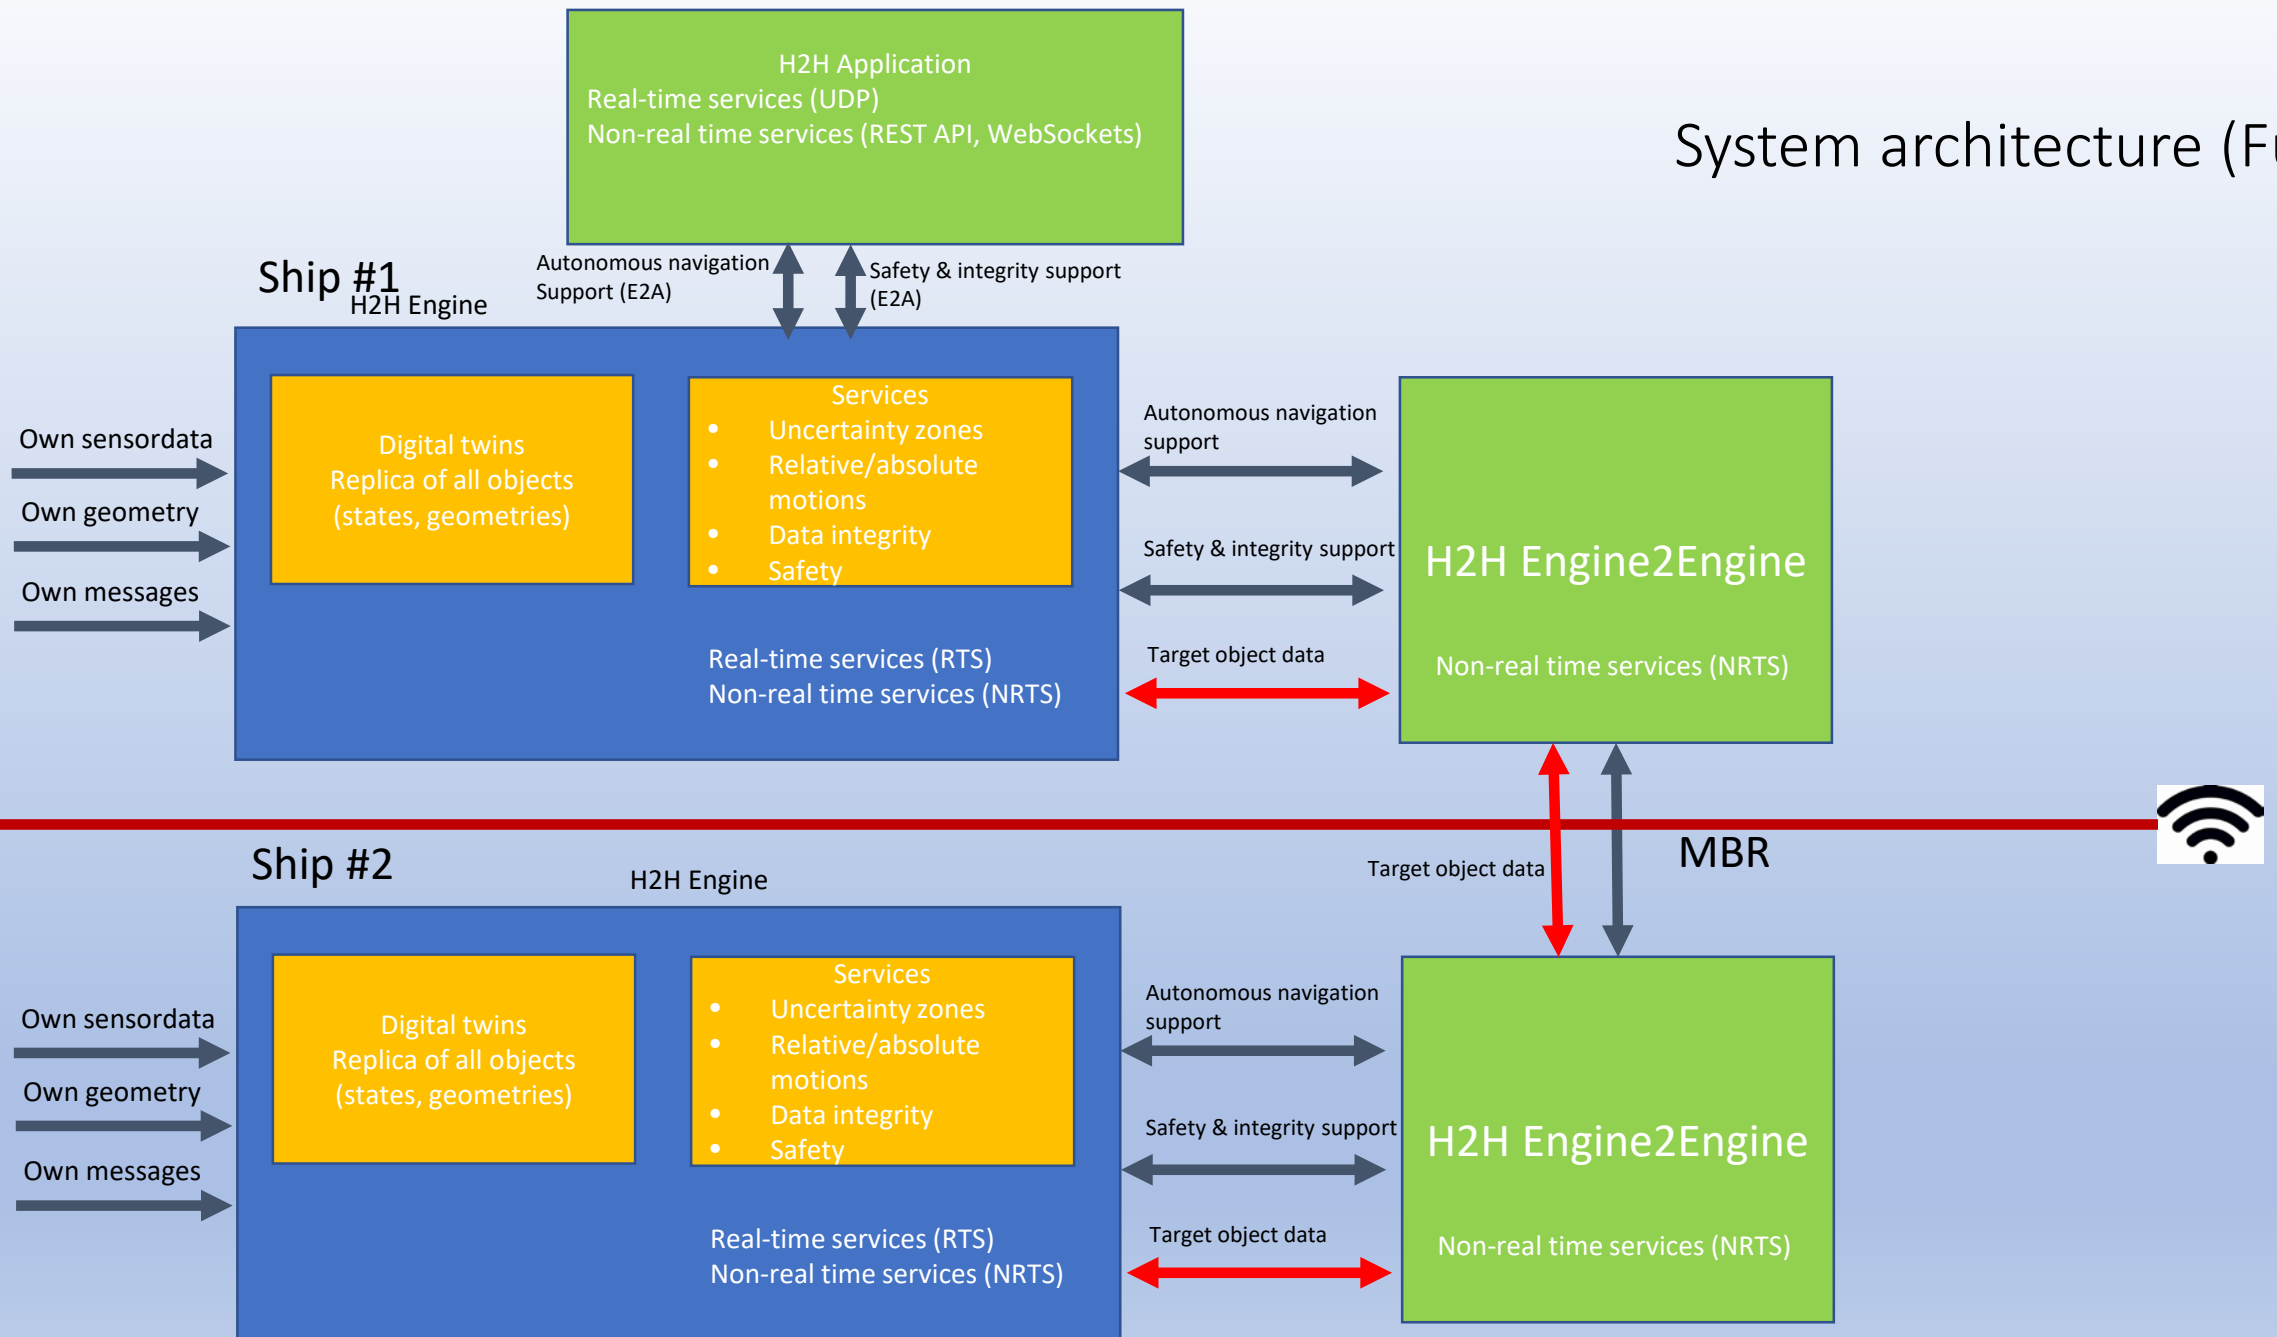 H2H Application
Real-time services (UDP)
Non-real time services (REST API, WebSockets)
System architecture (Fu
Ship #1
H2H Engine
Autonomous navigation
Support (E2A)
Safety & integrity support
(E2A)
Own sensordata
Own geometry
Own messages
Digital twins
Replica of all objects
(states, geometries)
Services
• Uncertainty zones
• Relative/absolute
motions
• Data integrity
• Safety
Real-time services (RTS)
Non-real time services (NRTS)
Autonomous navigation
support
Safety & integrity support
Target object data
H2H Engine2Engine
Non-real time services (NRTS)
Target object data
MBR
Ship #2
H2H Engine
Own sensordata
Own geometry
Own messages
Digital twins
Replica of all objects
(states, geometries)
Services
• Uncertainty zones
• Relative/absolute
motions
• Data integrity
• Safety
Real-time services (RTS)
Non-real time services (NRTS)
Autonomous navigation
support
Safety & integrity support
Target object data
H2H Engine2Engine
Non-real time services (NRTS)